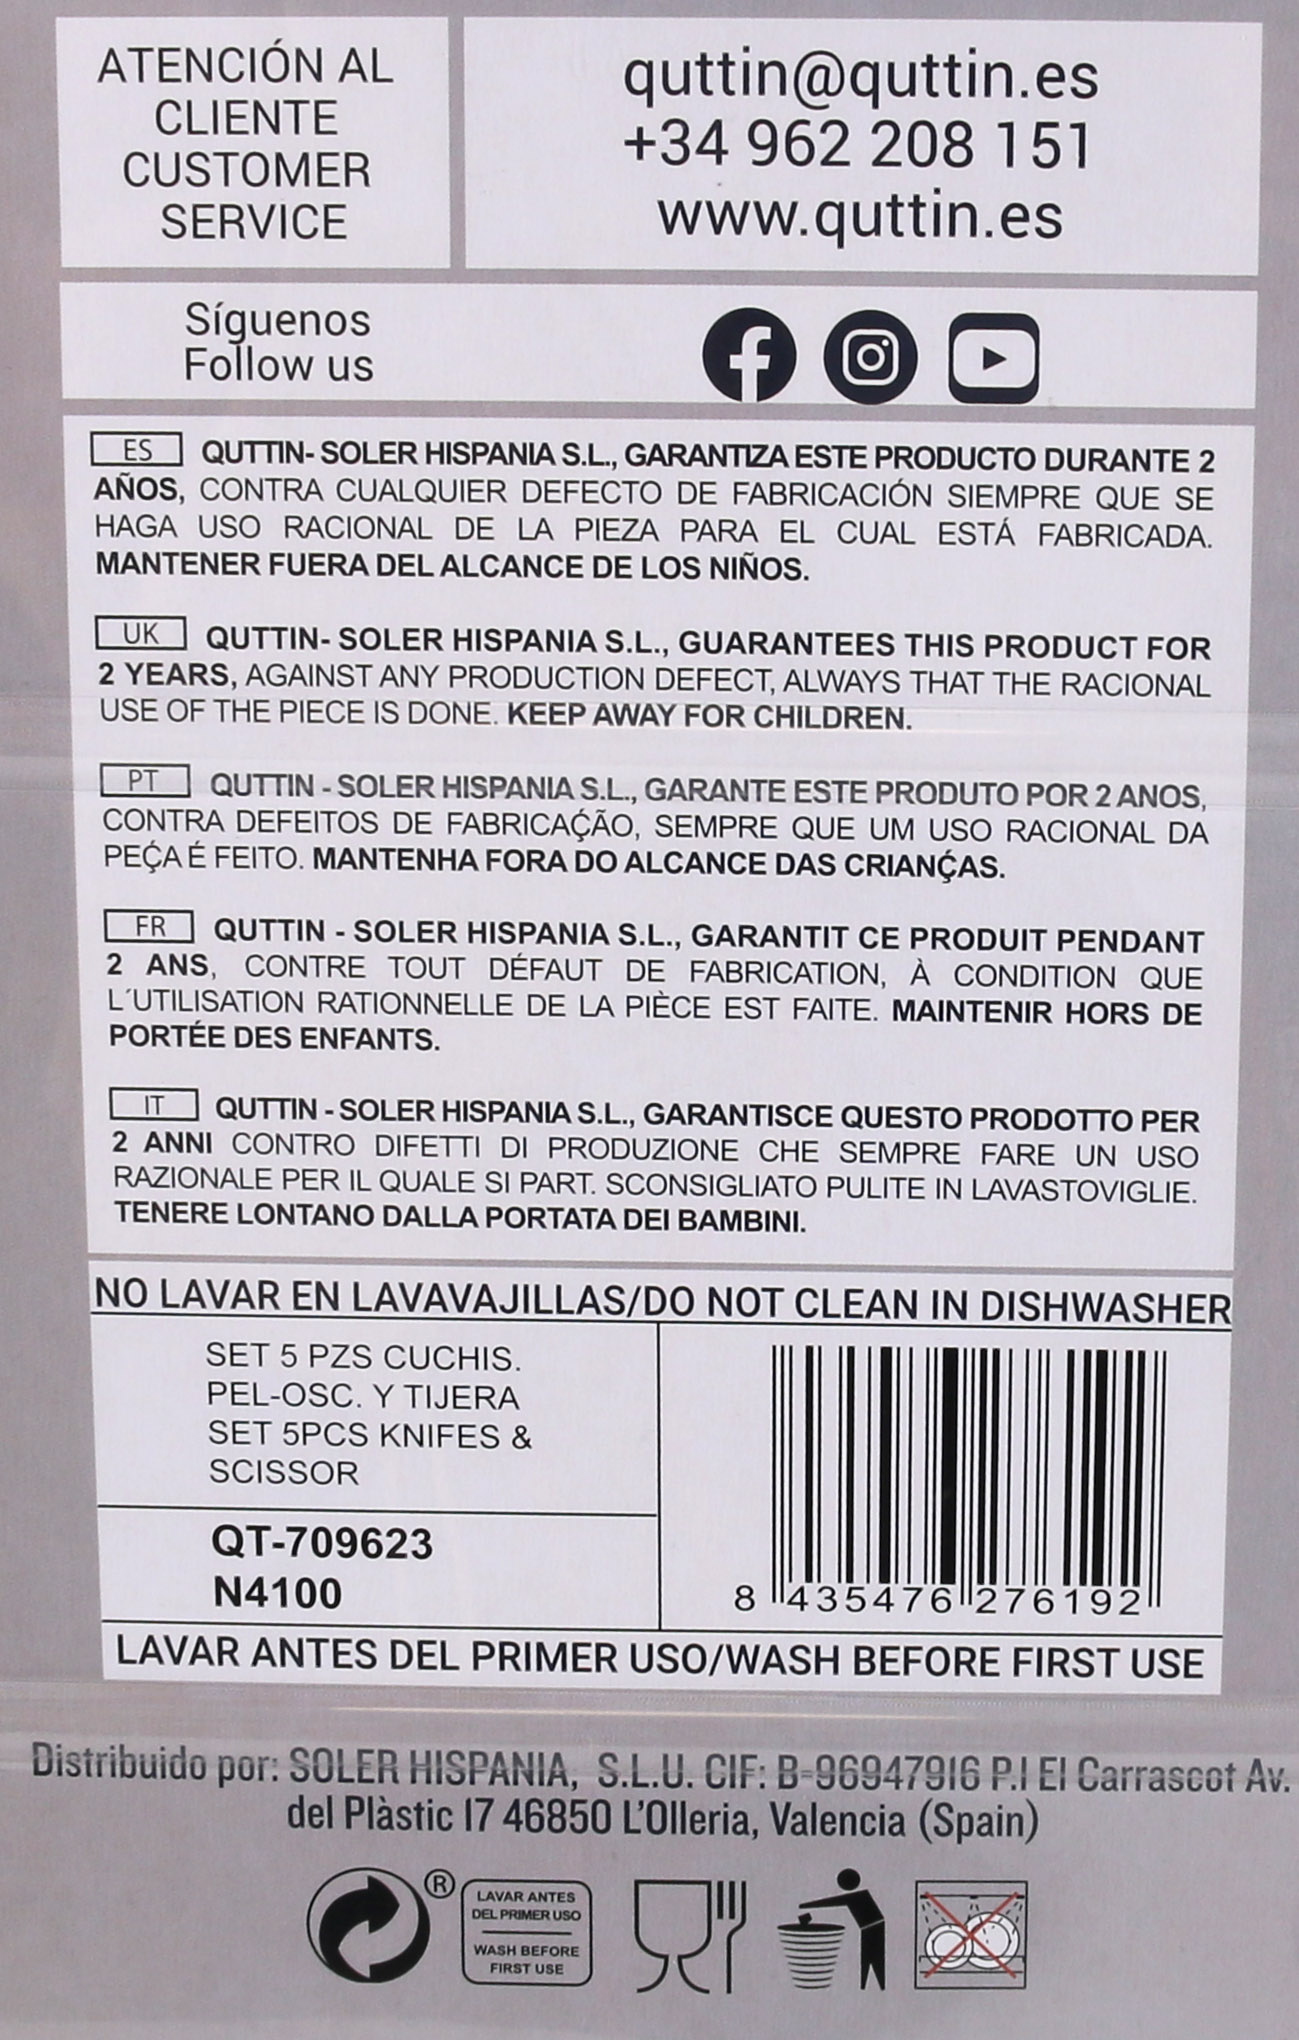 ATENCIÓN AL
CLIENTE
CUSTOMER
SERVICE
quttin@quttin.es
+34 962 208 151
www.quttin.es
Síguenos
Follow us
ES QUTTIN- SOLER HISPANIA S.L., GARANTIZA ESTE PRODUCTO DURANTE 2
AÑOS, CONTRA CUALQUIER DEFECTO DE FABRICACIÓN SIEMPRE QUE SE
HAGA USO RACIONAL DE LA PIEZA PARA EL CUAL ESTÁ FABRICADA.
MANTENER FUERA DEL ALCANCE DE LOS NIÑOS.
UK QUTTIN- SOLER HISPANIA S.L., GUARANTEES THIS PRODUCT FOR
2 YEARS, AGAINST ANY PRODUCTION DEFECT, ALWAYS THAT THE RACIONAL
USE OF THE PIECE IS DONE. KEEP AWAY FOR CHILDREN.
PT QUTTIN - SOLER HISPANIA S.L., GARANTE ESTE PRODUTO POR 2 ANOS,
CONTRA DEFEITOS DE FABRICAĆÃO, SEMPRE QUE UM USO RACIONAL DA
PEĆA É FEITO. MANTENHA FORA DO ALCANCE DAS CRIANĆAS.
FR QUTTIN - SOLER HISPANIA S.L., GARANTIT CE PRODUIT PENDANT
2 ANS, CONTRE TOUT DÉFAUT DE FABRICATION, À CONDITION QUE
L´UTILISATION RATIONNELLE DE LA PIÈCE EST FAITE. MAINTENIR HORS DE
PORTÉE DES ENFANTS.
IT QUTTIN - SOLER HISPANIA S.L., GARANTISCE QUESTO PRODOTTO PER
2 ANNI CONTRO DIFETTI DI PRODUZIONE CHE SEMPRE FARE UN USO
RAZIONALE PER IL QUALE SI PART. SCONSIGLIATO PULITE IN LAVASTOVIGLIE.
TENERE LONTANO DALLA PORTATA DEI BAMBINI.
NO LAVAR EN LAVAVAJILLAS/DO NOT CLEAN IN DISHWASHER
SET 5 PZS CUCHIS.
PEL-OSC. Y TIJERA
SET 5PCS KNIFES &
SCISSOR
QT-709623
N4100
8 435476 276192
LAVAR ANTES DEL PRIMER USO/WASH BEFORE FIRST USE
Distribuido por: SOLER HISPANIA, S.L.U. CIF: B-96947916 P.I El Carrascot Av.
del Plàstic 17 46850 L'Olleria, Valencia (Spain)
®
LAVAR ANTES
DEL PRIMER USO
WASH BEFORE
FIRST USE